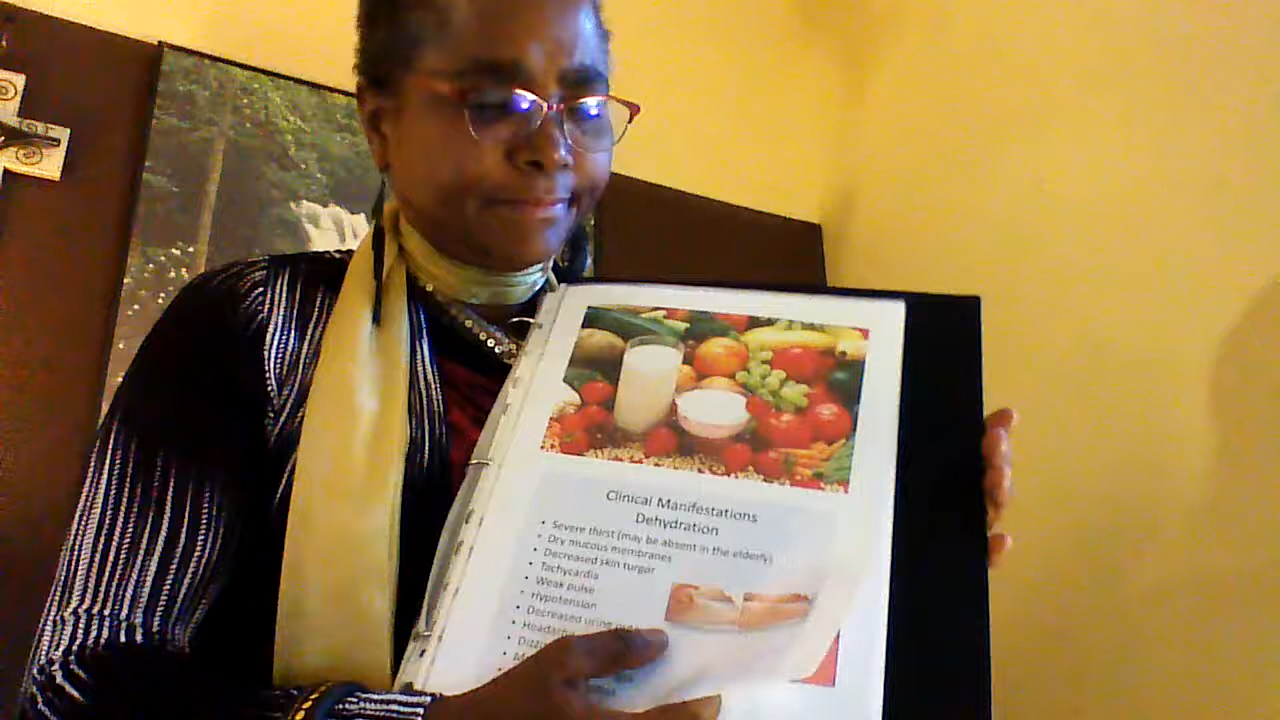 Clinical Manifestations
Dehydration
• Severe thirst (may be absent in the elderly)
• Dry mucous membranes
• Decreased skin turgor
• Tachycardia
• Weak pulse
• Hypotension
• Decreased urine
• Headache